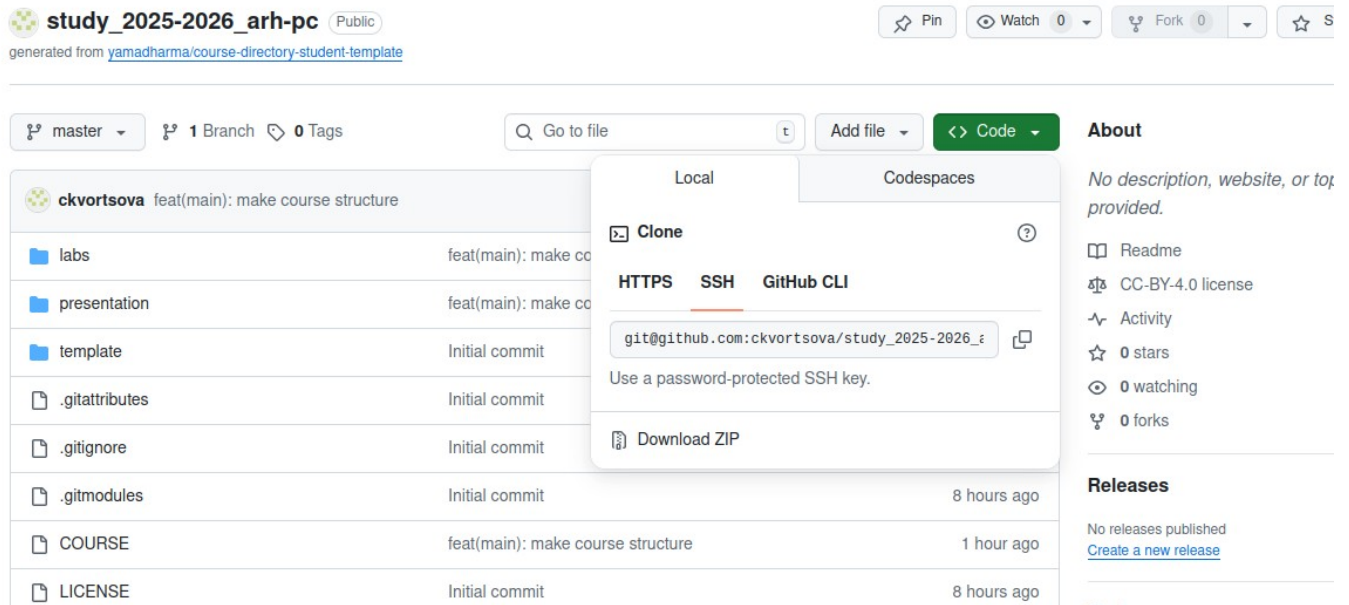 study_2025-2026_arh-pc Public
Pin
Watch 0
Fork 0
S
generated from yamadharma/course-directory-student-template
master
1 Branch
0 Tags
Go to file
t
Add file
<> Code
About
Local
Codespaces
No description, website, or top
provided.
ckvortsova feat(main): make course structure
Clone
Readme
labs
feat(main): make co
HTTPS
SSH
GitHub CLI
CC-BY-4.0 license
presentation
feat(main): make co
Activity
git@github.com:ckvortsova/study_2025-2026_a
template
Initial commit
0 stars
Use a password-protected SSH key.
0 watching
.gitattributes
Initial commit
0 forks
Download ZIP
.gitignore
Initial commit
Releases
.gitmodules
Initial commit
8 hours ago
No releases published
COURSE
feat(main): make course structure
1 hour ago
Create a new release
LICENSE
Initial commit
8 hours ago